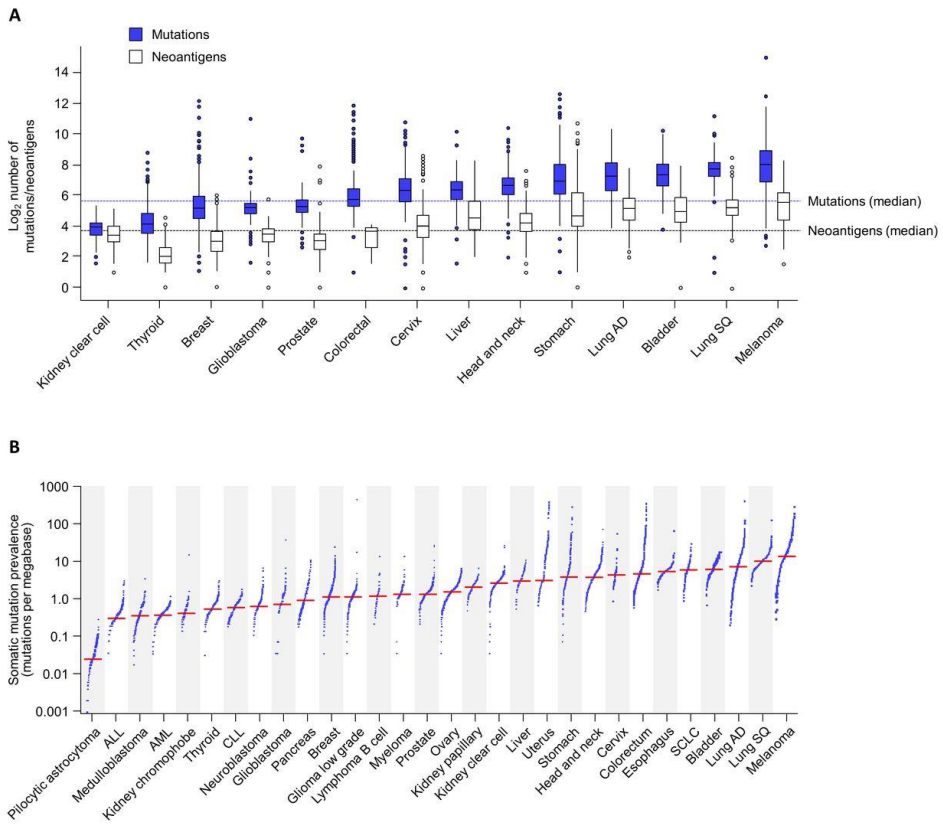 A
Mutations
Neoantigens
Log2 number of
mutations/neoantigens
14
12
10
8
6
4
2
0
Mutations (median)
Neoantigens (median)
Kidney clear cell
Thyroid
Breast
Glioblastoma
Prostate
Colorectal
Cervix
Liver
Head and neck
Stomach
Lung AD
Bladder
Lung SQ
Melanoma
B
Somatic mutation prevalence
(mutations per megabase)
1000
100
10
1.0
0.1
0.01
0.001
Pilocytic astrocytoma
ALL
Medulloblastoma
AML
Kidney chromophobe
Thyroid
CLL
Neuroblastoma
Glioblastoma
Pancreas
Breast
Glioma low grade
Lymphoma B cell
Myeloma
Prostate
Ovary
Kidney papillary
Kidney clear cell
Liver
Uterus
Stomach
Head and neck
Cervix
Colorectum
Esophagus
SCLC
Bladder
Lung AD
Lung SQ
Melanoma